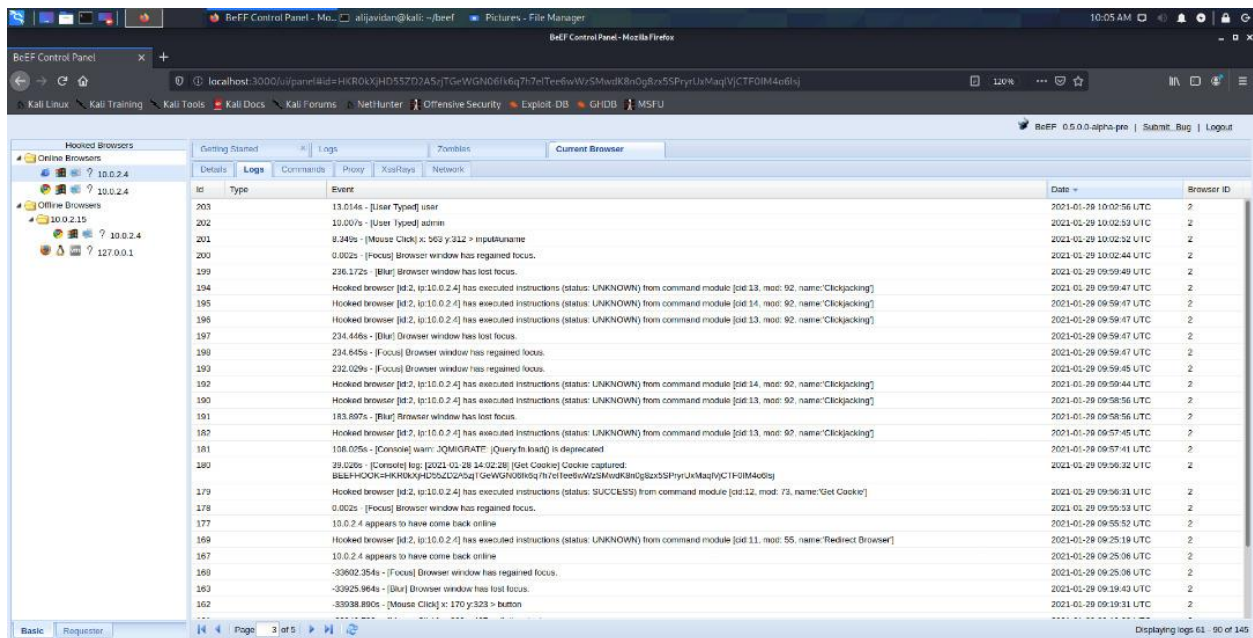 BeEF Control Panel - Mo... alijavidan@kali: ~/beef Pictures - File Manager 10:05 AM
BeEF Control Panel - Mozilla Firefox
BeEF Control Panel
localhost:3000/ui/panel#id= 120%
Kali Linux Kali Training Kali Tools Kali Docs Kali Forums NetHunter Offensive Security Exploit-DB GHDB MSFU
BeEF 0.5.0.0-alpha-pre | Submit Bug | Logout
Hooked Browsers
Online Browsers
? 10.0.2.4
? 10.0.2.4
Offline Browsers
10.0.2.15
? 10.0.2.4
? 127.0.0.1
Getting Started Logs Zombies Current Browser
Details Logs Commands Proxy XssRays Network
Id Type Event Date Browser ID
203 13.014s - [User Typed] user 2021-01-29 10:02:56 UTC 2
202 10.007s - [User Typed] admin 2021-01-29 10:02:53 UTC 2
201 8.349s - [Mouse Click] x: 563 y:312 > input#uname 2021-01-29 10:02:52 UTC 2
200 0.002s - [Focus] Browser window has regained focus. 2021-01-29 10:02:44 UTC 2
199 236.172s - [Blur] Browser window has lost focus. 2021-01-29 09:59:49 UTC 2
194 Hooked browser [id:2, ip:10.0.2.4] has executed instructions (status: UNKNOWN) from command module [cid:13, mod: 92, name:'Clickjacking'] 2021-01-29 09:59:47 UTC 2
195 Hooked browser [id:2, ip:10.0.2.4] has executed instructions (status: UNKNOWN) from command module [cid:14, mod: 92, name:'Clickjacking'] 2021-01-29 09:59:47 UTC 2
196 Hooked browser [id:2, ip:10.0.2.4] has executed instructions (status: UNKNOWN) from command module [cid:13, mod: 92, name:'Clickjacking'] 2021-01-29 09:59:47 UTC 2
197 234.446s - [Blur] Browser window has lost focus. 2021-01-29 09:59:47 UTC 2
198 234.645s - [Focus] Browser window has regained focus. 2021-01-29 09:59:47 UTC 2
193 232.029s - [Focus] Browser window has regained focus. 2021-01-29 09:59:45 UTC 2
192 Hooked browser [id:2, ip:10.0.2.4] has executed instructions (status: UNKNOWN) from command module [cid:14, mod: 92, name:'Clickjacking'] 2021-01-29 09:59:44 UTC 2
190 Hooked browser [id:2, ip:10.0.2.4] has executed instructions (status: UNKNOWN) from command module [cid:13, mod: 92, name:'Clickjacking'] 2021-01-29 09:58:56 UTC 2
191 183.897s - [Blur] Browser window has lost focus. 2021-01-29 09:58:56 UTC 2
182 Hooked browser [id:2, ip:10.0.2.4] has executed instructions (status: UNKNOWN) from command module [cid:13, mod: 92, name:'Clickjacking'] 2021-01-29 09:57:45 UTC 2
181 108.025s - [Console] warn: JQMIGRATE: jQuery.fn.load() is deprecated 2021-01-29 09:57:41 UTC 2
180 39.026s - [Console] log: [2021-01-28 14:02:28] [Get Cookie] Cookie captured: 2021-01-29 09:56:32 UTC 2
179 Hooked browser [id:2, ip:10.0.2.4] has executed instructions (status: SUCCESS) from command module [cid:12, mod: 73, name:'Get Cookie'] 2021-01-29 09:56:31 UTC 2
178 0.002s - [Focus] Browser window has regained focus. 2021-01-29 09:55:53 UTC 2
177 10.0.2.4 appears to have come back online 2021-01-29 09:55:52 UTC 2
169 Hooked browser [id:2, ip:10.0.2.4] has executed instructions (status: UNKNOWN) from command module [cid:11, mod: 55, name:'Redirect Browser'] 2021-01-29 09:25:19 UTC 2
167 10.0.2.4 appears to have come back online 2021-01-29 09:25:06 UTC 2
168 -33602.354s - [Focus] Browser window has regained focus. 2021-01-29 09:25:06 UTC 2
163 -33925.964s - [Blur] Browser window has lost focus. 2021-01-29 09:19:43 UTC 2
162 -33938.890s - [Mouse Click] x: 170 y:323 > button 2021-01-29 09:19:31 UTC 2
Basic Requester Page 3 of 5 Displaying logs 61 - 90 of 145